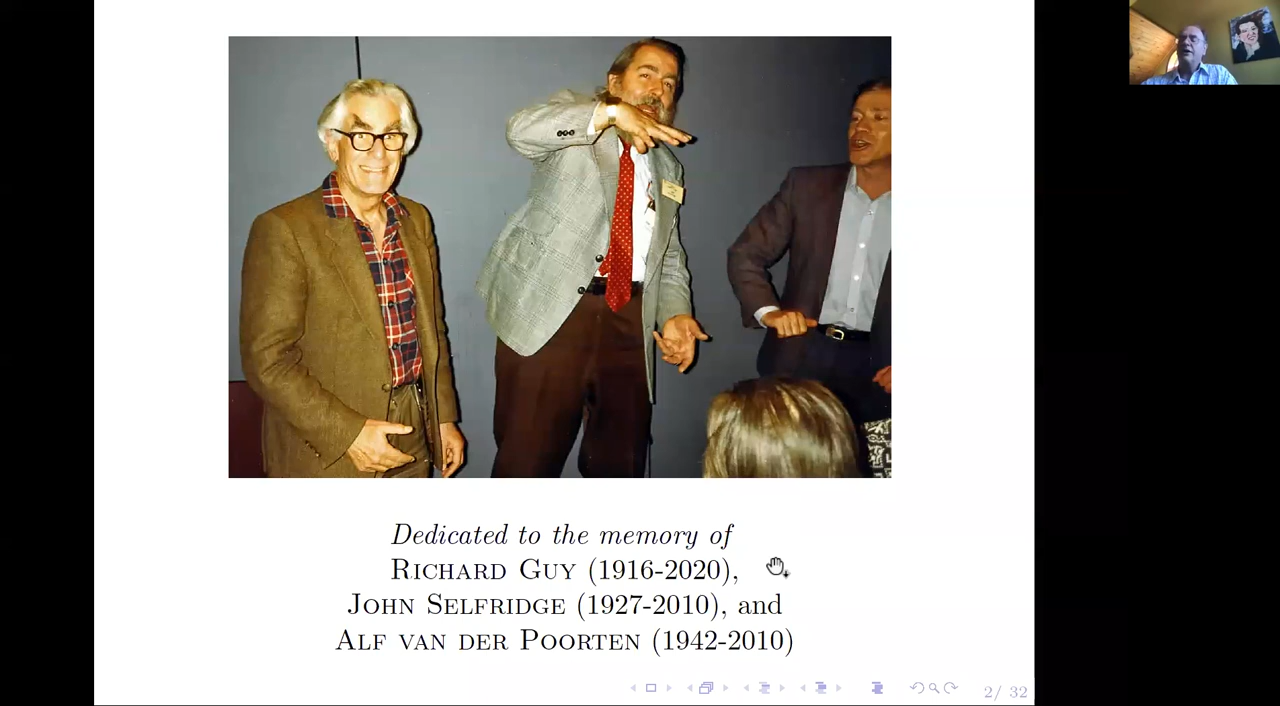 Dedicated to the memory of
Richard Guy (1916-2020),
John Selfridge (1927-2010), and
Alf van der Poorten (1942-2010)
2/ 32